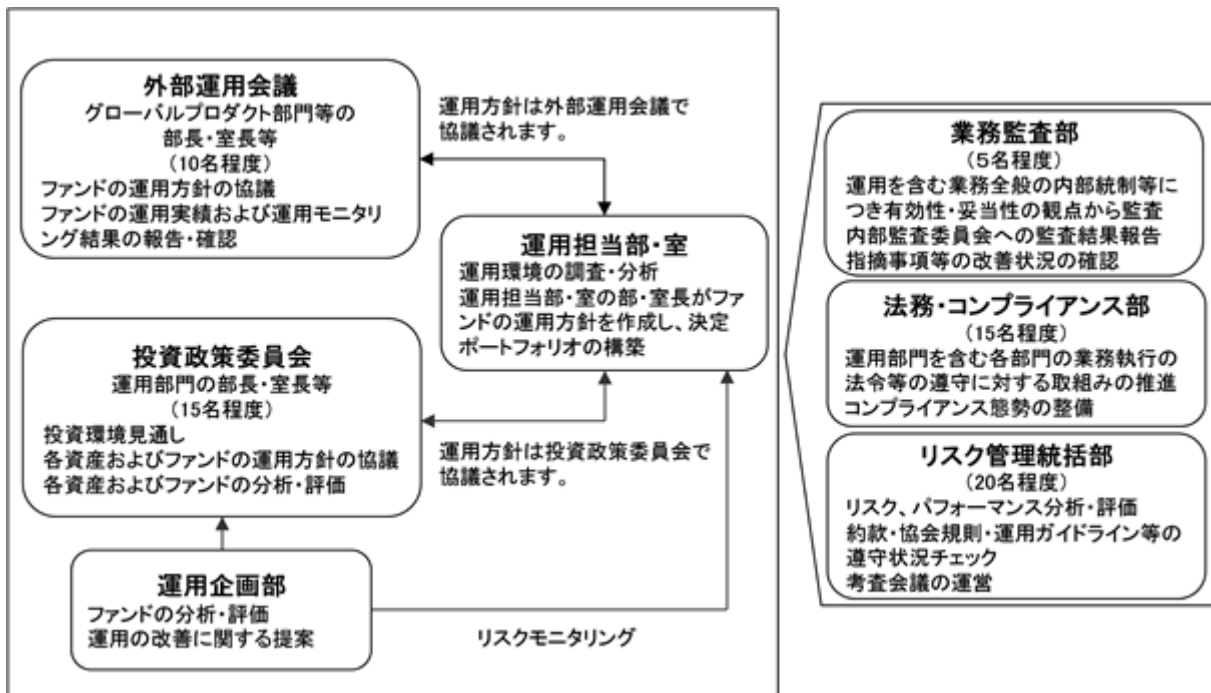 外部運用会議
グローバルプロダクト部門等の
部長・室長等
（10名程度）
ファンドの運用方針の協議
ファンドの運用実績および運用モニタリ
ング結果の報告・確認
運用方針は外部運用会議で
協議されます。
運用担当部・室
運用環境の調査・分析
運用担当部・室の部・室長がファ
ンドの運用方針を作成し、決定
ポートフォリオの構築
投資政策委員会
運用部門の部長・室長等
（15名程度）
投資環境見通し
各資産およびファンドの運用方針の協議
各資産およびファンドの分析・評価
運用方針は投資政策委員会で
協議されます。
運用企画部
ファンドの分析・評価
運用の改善に関する提案
リスクモニタリング
業務監査部
（5名程度）
運用を含む業務全般の内部統制等に
つき有効性・妥当性の観点から監査
内部監査委員会への監査結果報告
指摘事項等の改善状況の確認
法務・コンプライアンス部
（15名程度）
運用部門を含む各部門の業務執行の
法令等の遵守に対する取組みの推進
コンプライアンス態勢の整備
リスク管理統括部
（20名程度）
リスク、パフォーマンス分析・評価
約款・協会規則・運用ガイドライン等の
遵守状況チェック
考査会議の運営